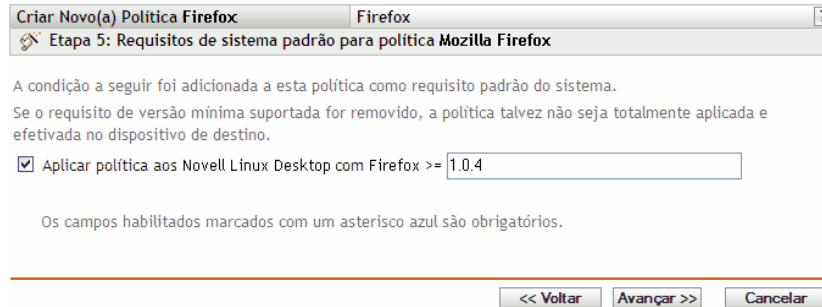 Criar Novo(a) Política Firefox Firefox
Etapa 5: Requisitos de sistema padrão para política Mozilla Firefox
A condição a seguir foi adicionada a esta política como requisito padrão do sistema.
Se o requisito de versão mínima suportada for removido, a política talvez não seja totalmente aplicada e
efetivada no dispositivo de destino.
Aplicar política aos Novell Linux Desktop com Firefox >= 1.0.4
Os campos habilitados marcados com um asterisco azul são obrigatórios.
<< Voltar Avançar >> Cancelar